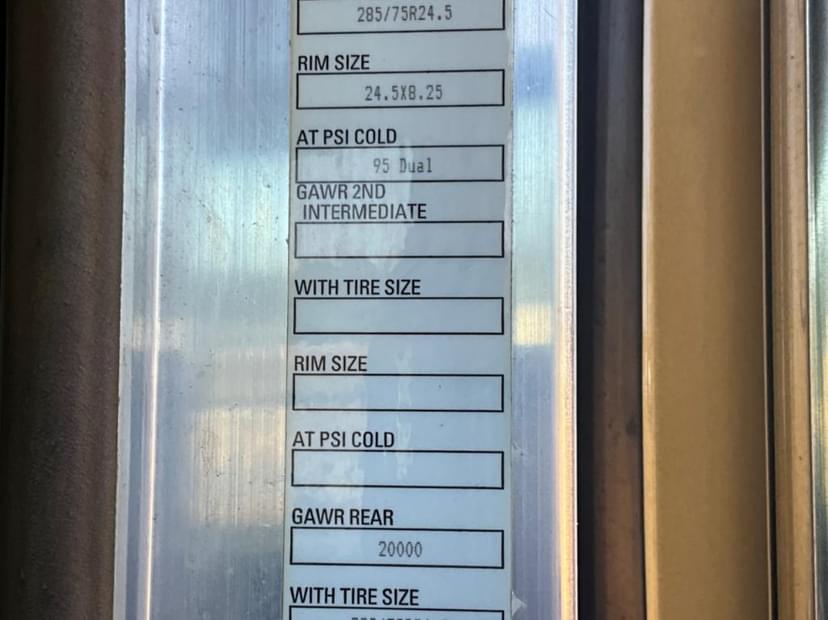 285/75R24.5
RIM SIZE
24.5X8.25
AT PSI COLD
95 Dual
GAWR 2ND
INTERMEDIATE
WITH TIRE SIZE
RIM SIZE
AT PSI COLD
GAWR REAR
20000
WITH TIRE SIZE